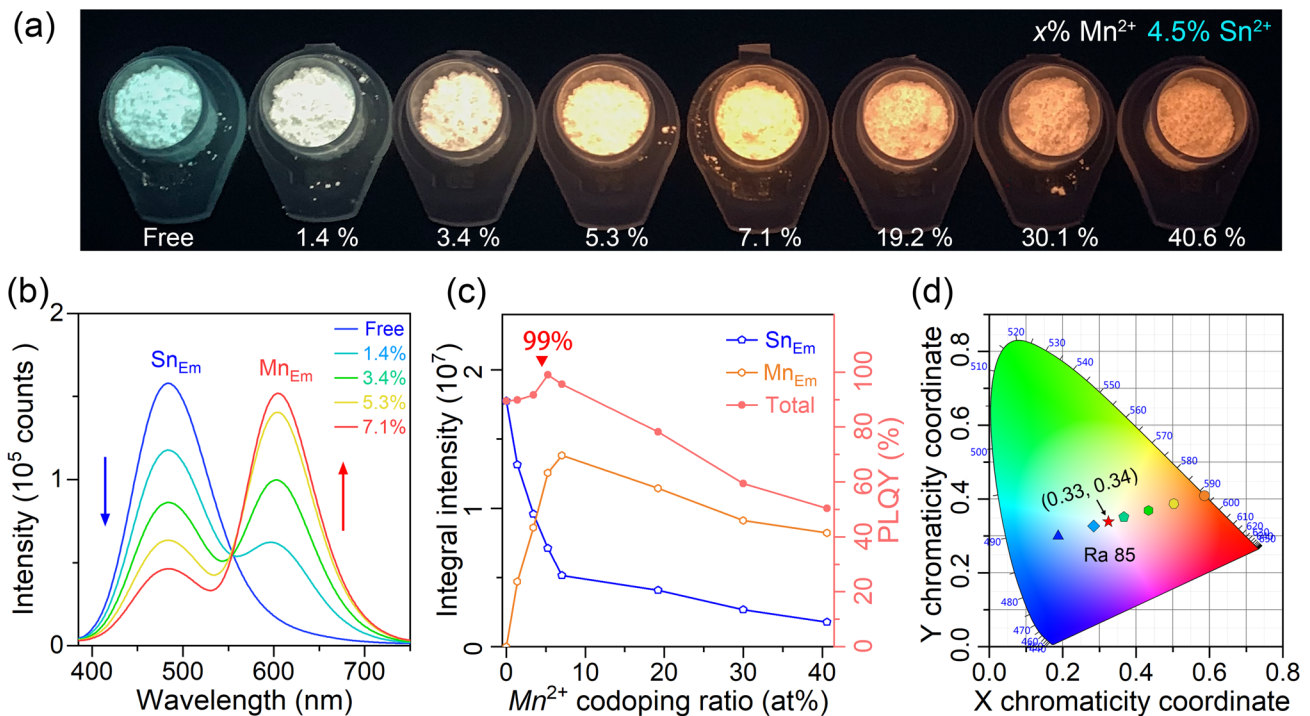 (a)
x% Mn²⁺ 4.5% Sn²⁺
Free 1.4 % 3.4 % 5.3 % 7.1 % 19.2 % 30.1 % 40.6 %
(b)
Intensity (10⁵ counts)
2
1
0
Sn_Em
Mn_Em
Free
1.4%
3.4%
5.3%
7.1%
400 500 600 700
Wavelength (nm)
(c)
Integral intensity (10⁷)
2
1
0
99%
Sn_Em
Mn_Em
Total
100
80
60
40
20
0
PLQY (%)
0 10 20 30 40
Mn²⁺ codoping ratio (at%)
(d)
Y chromaticity coordinate
0.8
0.6
0.4
0.2
0.0
520
530
510
540
550
560
500
570
580
590
600
610
620
490
480
470
460
(0.33, 0.34)
Ra 85
0.0 0.2 0.4 0.6 0.8
X chromaticity coordinate